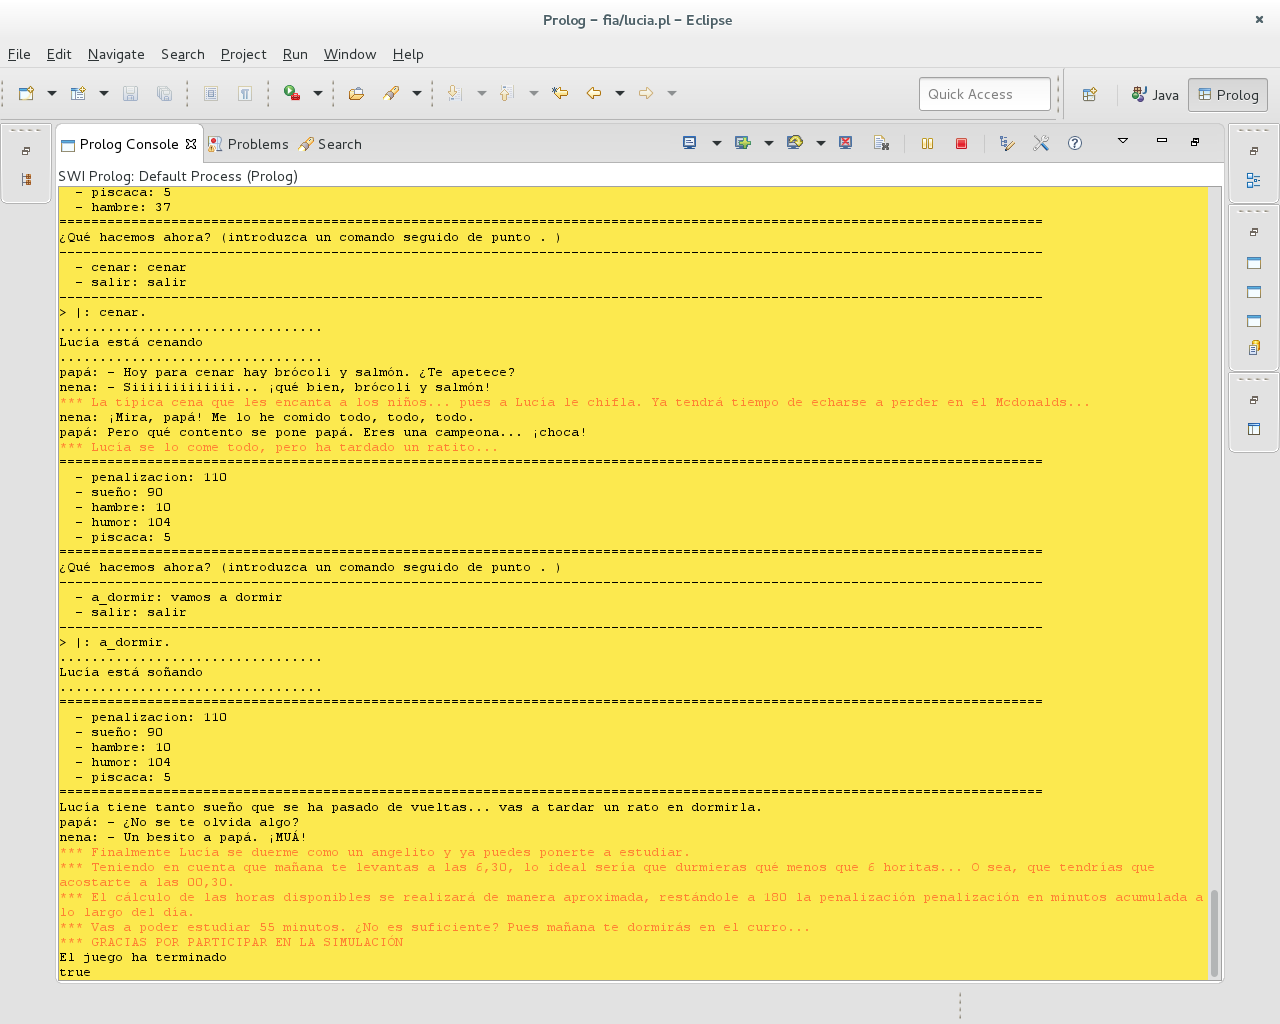 Prolog – fia/lucia.pl – Eclipse
File Edit Navigate Search Project Run Window Help
Quick Access
Java
Prolog
Prolog Console
Problems
Search
SWI Prolog: Default Process (Prolog)
- piscaca: 5
- hambre: 37
==========================================================================================================================
¿Qué hacemos ahora? (introduzca un comando seguido de punto . )
--------------------------------------------------------------------------------------------------------------------------
- cenar: cenar
- salir: salir
--------------------------------------------------------------------------------------------------------------------------
> |: cenar.
.................................
Lucía está cenando
.................................
papá: - Hoy para cenar hay brócoli y salmón. ¿Te apetece?
nena: - Siiiiiiiiiiiiii... ¡qué bien, brócoli y salmón!
*** La típica cena que les encanta a los niños... pues a Lucía le chifla. Ya tendrá tiempo de echarse a perder en el Mcdonalds...
nena: ¡Mira, papá! Me lo he comido todo, todo, todo.
papá: Pero qué contento se pone papá. Eres una campeona... ¡choca!
*** Lucía se lo come todo, pero ha tardado un ratito...
==========================================================================================================================
- penalizacion: 110
- sueño: 90
- hambre: 10
- humor: 104
- piscaca: 5
==========================================================================================================================
¿Qué hacemos ahora? (introduzca un comando seguido de punto . )
--------------------------------------------------------------------------------------------------------------------------
- a_dormir: vamos a dormir
- salir: salir
--------------------------------------------------------------------------------------------------------------------------
> |: a_dormir.
.................................
Lucía está soñando
.................................
==========================================================================================================================
- penalizacion: 110
- sueño: 90
- hambre: 10
- humor: 104
- piscaca: 5
==========================================================================================================================
Lucía tiene tanto sueño que se ha pasado de vueltas... vas a tardar un rato en dormirla.
papá: - ¿No se te olvida algo?
nena: - Un besito a papá. ¡MUÁ!
*** Finalmente Lucía se duerme como un angelito y ya puedes ponerte a estudiar.
*** Teniendo en cuenta que mañana te levantas a las 6,30, lo ideal sería que durmieras qué menos que 6 horitas... O sea, que tendrías que
acostarte a las 00,30.
*** El cálculo de las horas disponibles se realizará de manera aproximada, restándole a 180 la penalización penalización en minutos acumulada a
lo largo del día.
*** Vas a poder estudiar 55 minutos. ¿No es suficiente? Pues mañana te dormirás en el curro...
*** GRACIAS POR PARTICIPAR EN LA SIMULACIÓN
El juego ha terminado
true